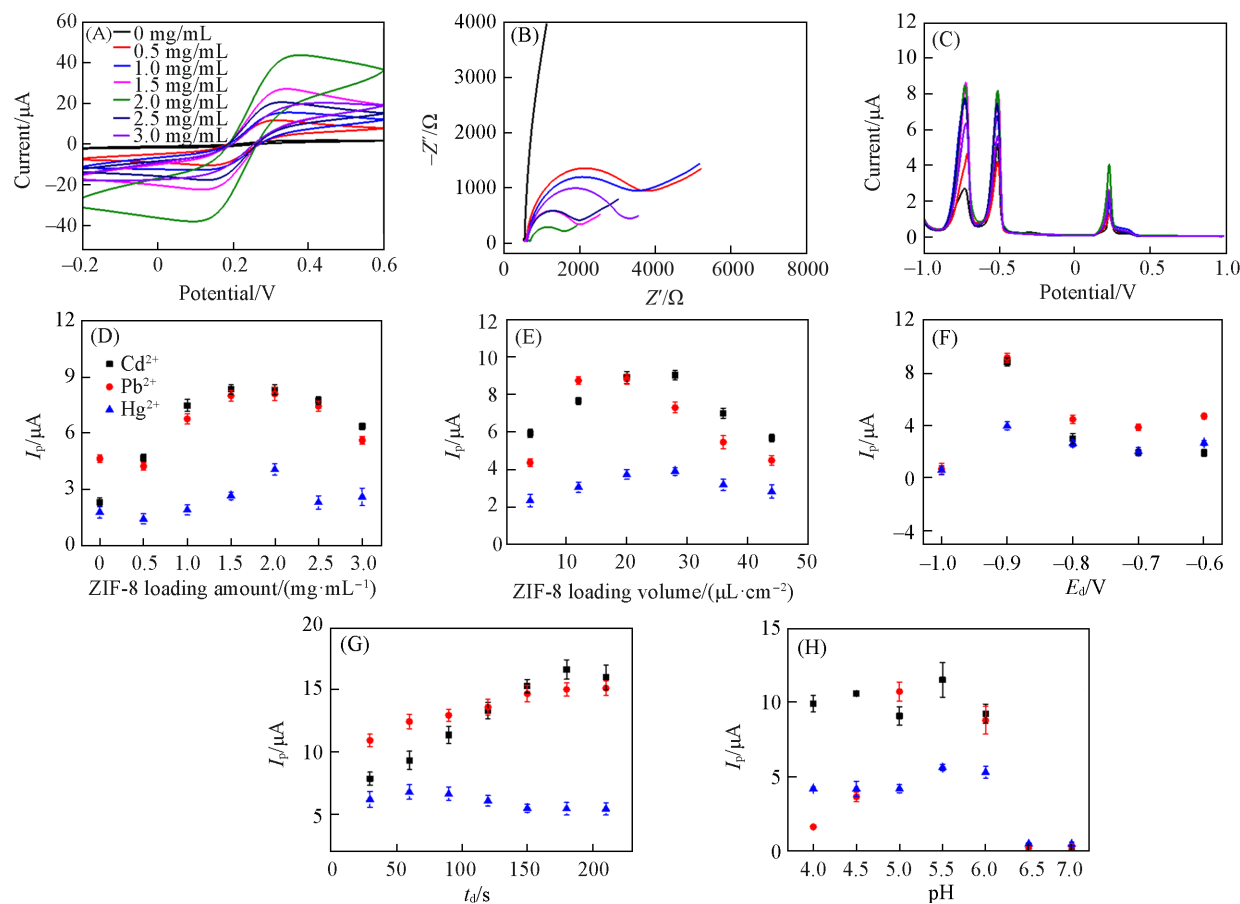 (A)
0 mg/mL
0.5 mg/mL
1.0 mg/mL
1.5 mg/mL
2.0 mg/mL
2.5 mg/mL
3.0 mg/mL
60
40
20
0
−20
−40
Current/μA
−0.2 0 0.2 0.4 0.6
Potential/V
(B)
4000
3000
2000
1000
0
−Z″/Ω
0 2000 4000 6000 8000
Z′/Ω
(C)
12
10
8
6
4
2
0
Current/μA
−1.0 −0.5 0 0.5 1.0
Potential/V
(D)
Cd²⁺
Pb²⁺
Hg²⁺
12
9
6
3
0
Iₚ/μA
0 0.5 1.0 1.5 2.0 2.5 3.0
ZIF-8 loading amount/(mg·mL⁻¹)
(E)
12
10
8
6
4
2
0
Iₚ/μA
0 10 20 30 40 50
ZIF-8 loading volume/(μL·cm⁻²)
(F)
12
8
4
0
−4
Iₚ/μA
−1.0 −0.9 −0.8 −0.7 −0.6
E_d/V
(G)
20
15
10
5
Iₚ/μA
0 50 100 150 200
t_d/s
(H)
15
10
5
0
Iₚ/μA
4.0 4.5 5.0 5.5 6.0 6.5 7.0
pH